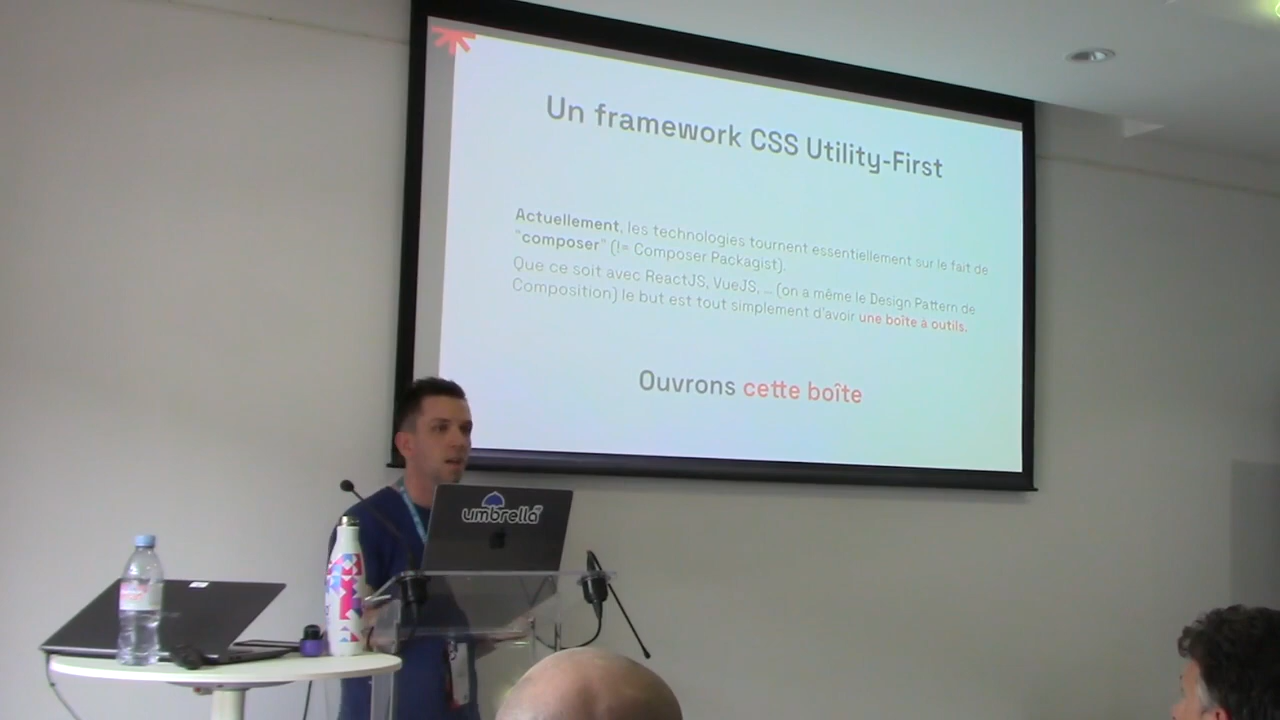 Un framework CSS Utility-First
Actuellement, les technologies tournent essentiellement sur le fait de
"composer" (!= Composer Packagist).
Que ce soit avec ReactJS, VueJS, ... (on a même le Design Pattern de
Composition) le but est tout simplement d'avoir une boîte à outils.
Ouvrons cette boîte
umbrella